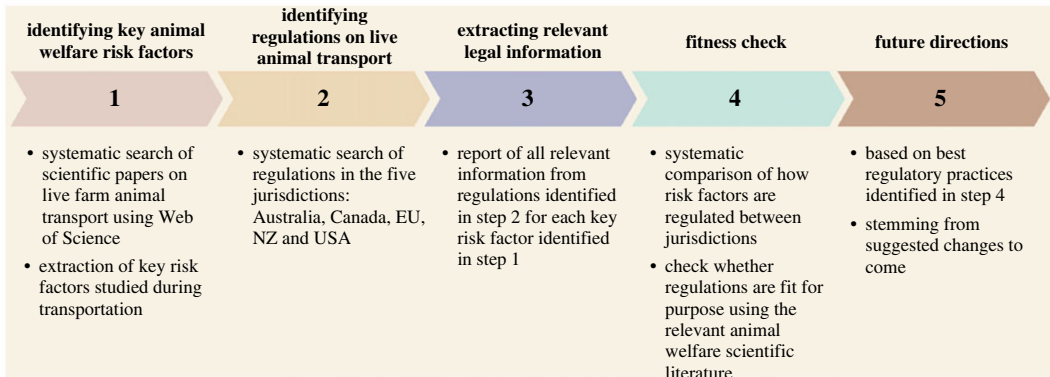 identifying key animal
welfare risk factors
identifying
regulations on live
animal transport
extracting relevant
legal information
fitness check
future directions
1
2
3
4
5
• systematic search of
scientific papers on
live farm animal
transport using Web
of Science
• extraction of key risk
factors studied during
transportation
• systematic search of
regulations in the five
jurisdictions:
Australia, Canada, EU,
NZ and USA
• report of all relevant
information from
regulations identified
in step 2 for each key
risk factor identified
in step 1
• systematic
comparison of how
risk factors are
regulated between
jurisdictions
• check whether
regulations are fit for
purpose using the
relevant animal
welfare scientific
literature
• based on best
regulatory practices
identified in step 4
• stemming from
suggested changes to
come